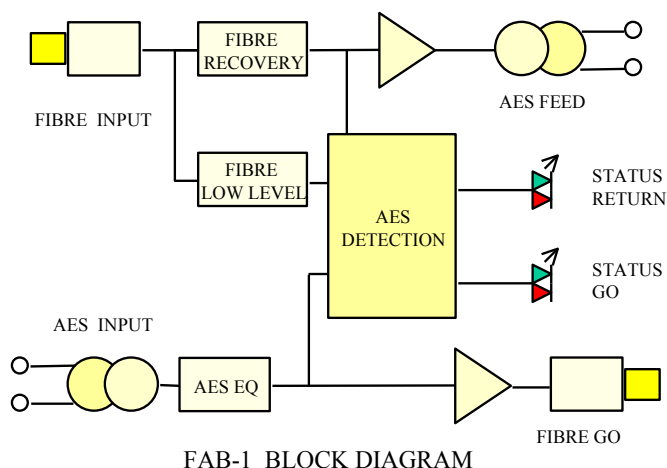 FIBRE
RECOVERY
FIBRE INPUT
AES FEED
FIBRE
LOW LEVEL
AES
DETECTION
STATUS
RETURN
STATUS
GO
AES INPUT
AES EQ
FIBRE GO
FAB-1 BLOCK DIAGRAM